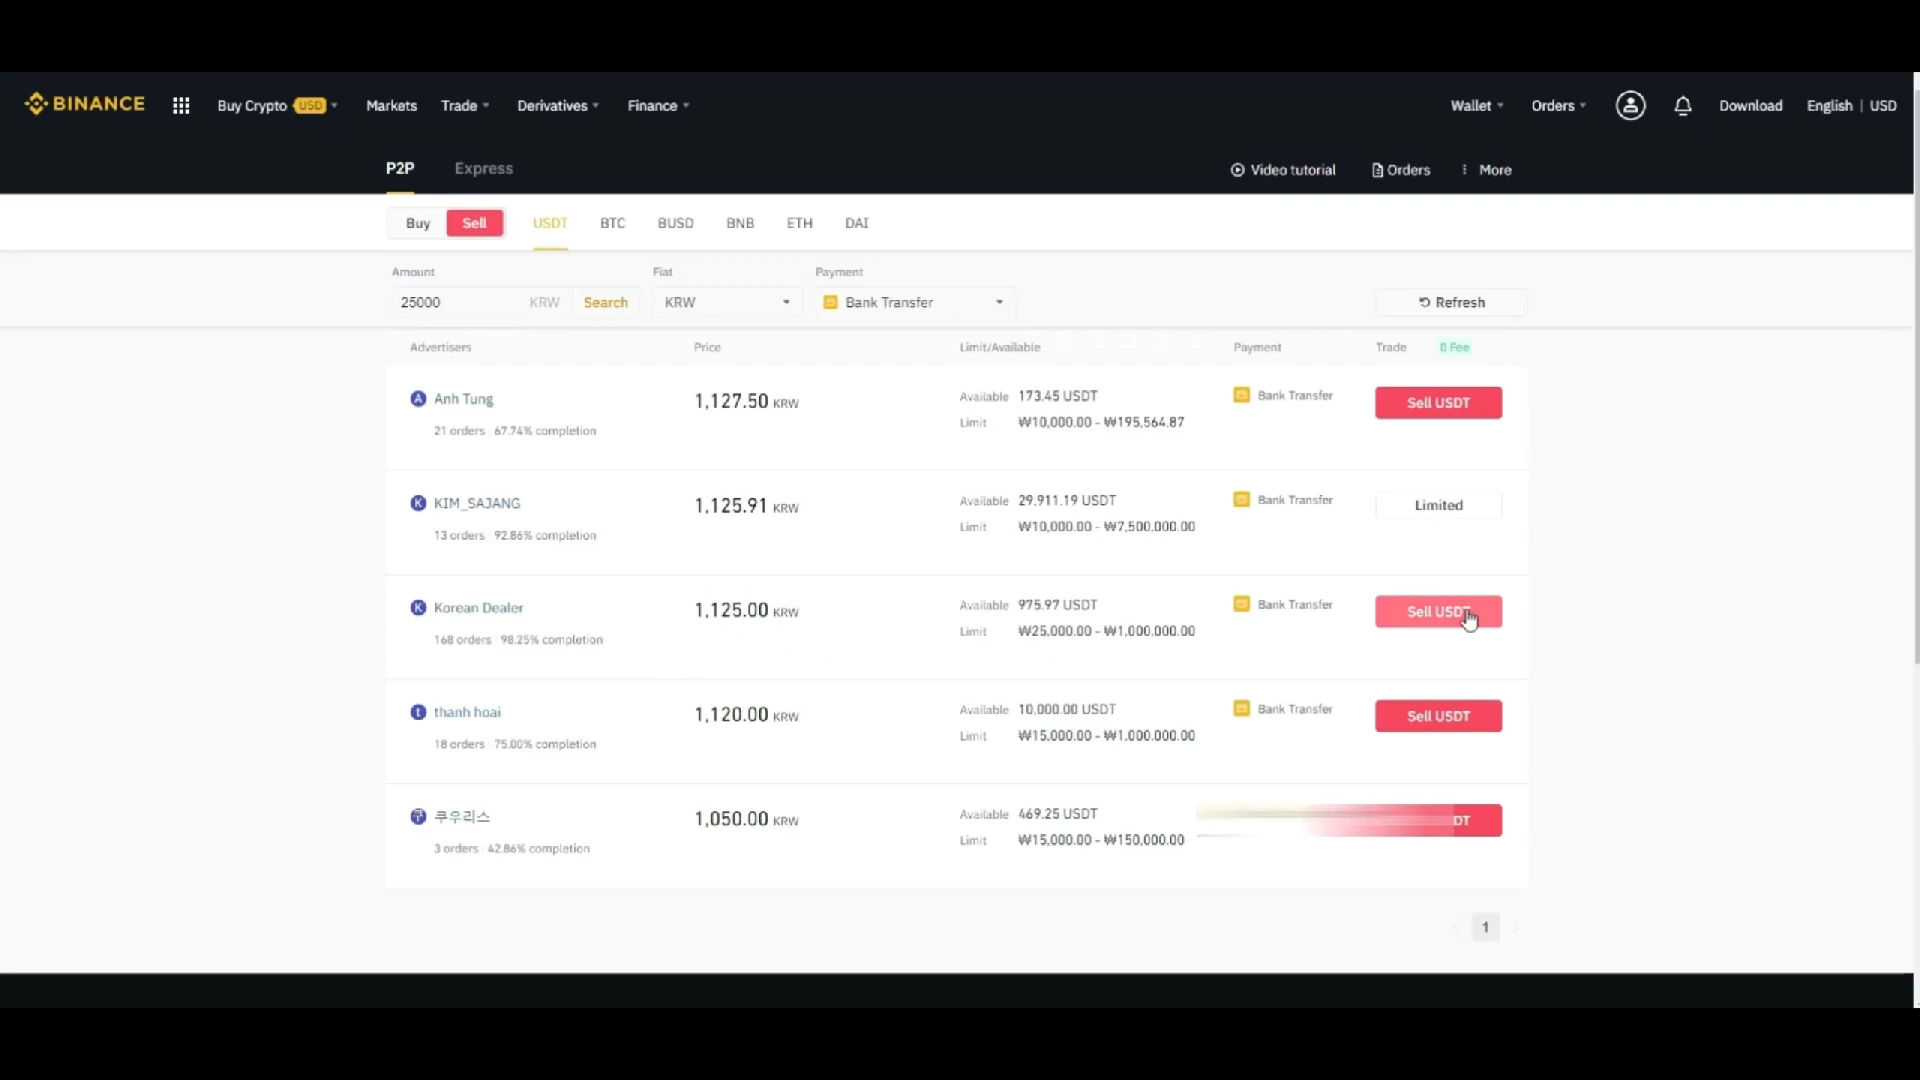 BINANCE Buy Crypto USD Markets Trade Derivatives Finance Wallet Orders Download English | USD
P2P Express Video tutorial Orders More
Buy Sell USDT BTC BUSD BNB ETH DAI
Amount Fiat Payment
25000 KRW Search KRW Bank Transfer Refresh
Advertisers Price Limit/Available Payment Trade 0 Fee
A Anh Tung 1,127.50 KRW Available 173.45 USDT Bank Transfer Sell USDT
21 orders 67.74% completion Limit ₩10,000.00 - ₩195,564.87
K KIM_SAJANG 1,125.91 KRW Available 29,911.19 USDT Bank Transfer Limited
13 orders 92.86% completion Limit ₩10,000.00 - ₩7,500,000.00
K Korean Dealer 1,125.00 KRW Available 975.97 USDT Bank Transfer Sell USDT
168 orders 98.25% completion Limit ₩25,000.00 - ₩1,000,000.00
t thanh hoai 1,120.00 KRW Available 10,000.00 USDT Bank Transfer Sell USDT
18 orders 75.00% completion Limit ₩15,000.00 - ₩1,000,000.00
쿠 쿠우리스 1,050.00 KRW Available 469.25 USDT DT
3 orders 42.86% completion Limit ₩15,000.00 - ₩150,000.00
1